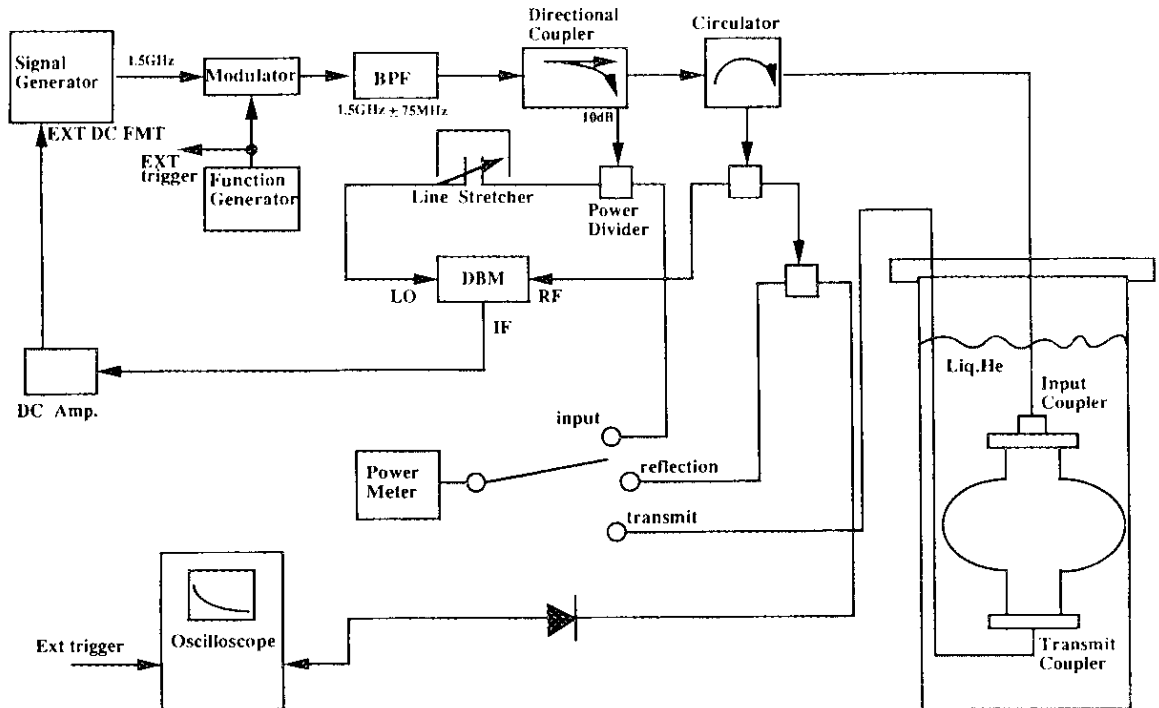 Directional
Coupler
Circulator
Signal
Generator
1.5GHz
Modulator
BPF
1.5GHz ± 75MHz
10dB
EXT DC FMT
EXT
trigger
Function
Generator
Line Stretcher
Power
Divider
DBM
LO
RF
IF
DC Amp.
Liq.He
Input
Coupler
input
Power
Meter
reflection
transmit
Oscilloscope
Ext trigger
Transmit
Coupler